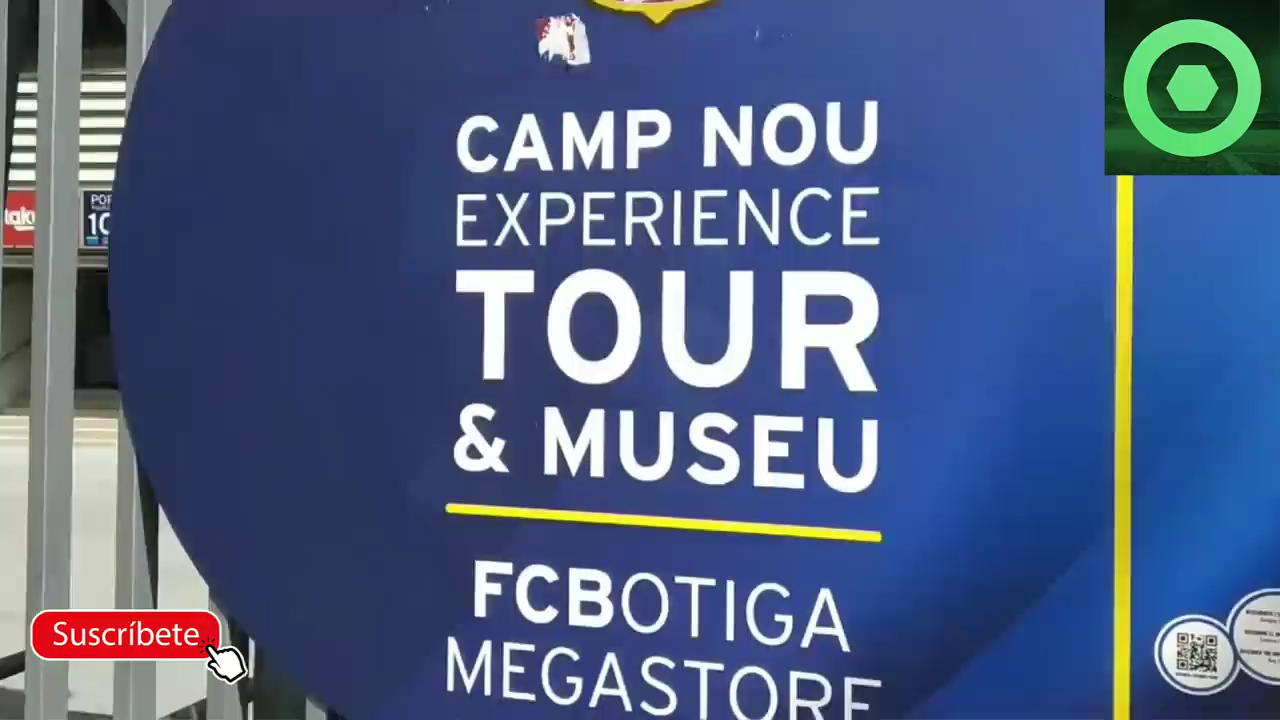 CAMP NOU
EXPERIENCE
TOUR
& MUSEU
FCBOTIGA
MEGASTORE
Suscríbete